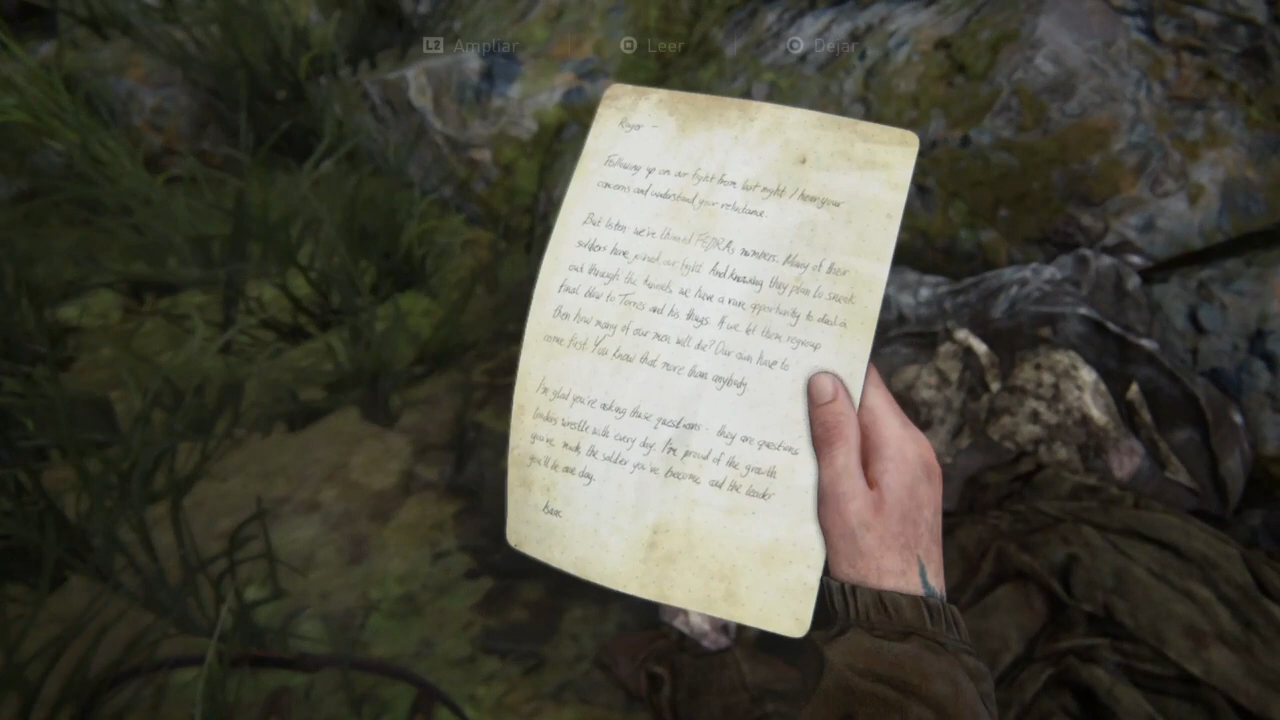 L2 Ampliar
Leer
Dejar
Roger –
Following up on our fight from last night. I hear your
concerns and understand your reluctance.
But listen: we've thinned FEDRAs numbers. Many of their
soldiers have joined our fight. And knowing they plan to sneak
out through the tunnels we have a rare opportunity to deal a
final blow to Torres and his thugs. If we let them regroup
then how many of our men will die? Our own have to
come first. You know that more than anybody.
I'm glad you're asking these questions - they are questions
leaders wrestle with every day. I'm proud of the growth
you've made, the soldier you've become and the leader
you'll be one day.
Isaac